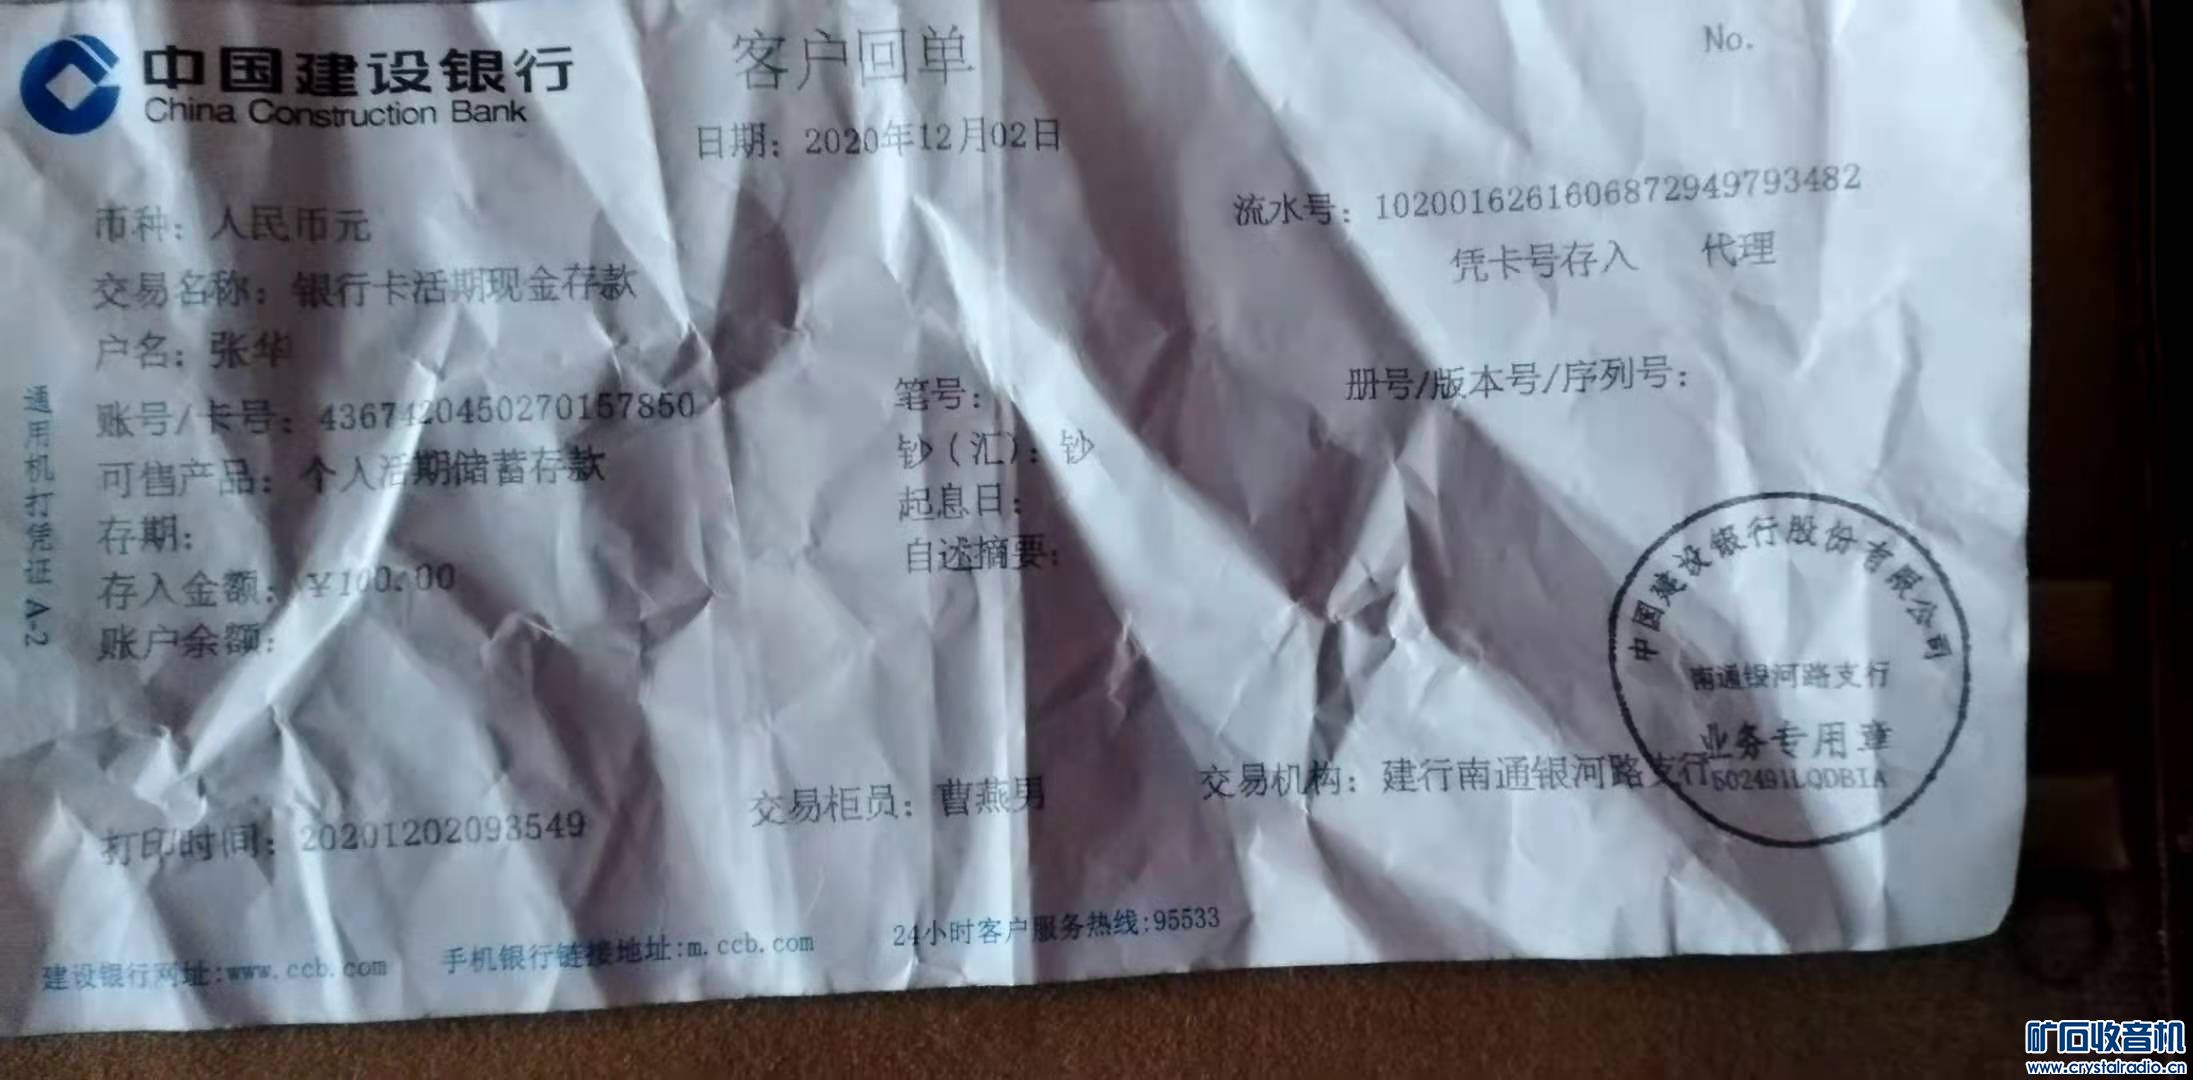 中国建设银行
China Construction Bank
客户回单
No.
日期：2020年12月02日
流水号：1020016261606872949793482
币种：人民币元
凭卡号存入 代理
交易名称：银行卡活期现金存款
户名：张华
册号/版本号/序列号：
账号/卡号：4367420450270157850
笔号：
可售产品：个人活期储蓄存款
钞（汇）：钞
存期：
起息日：
存入金额：￥100.00
自述摘要：
账户余额：
通用机打凭证 A-2
中国建设银行股份有限公司
南通银河路支行
业务专用章
502491LQDBIA
打印时间：20201202093549
交易柜员：曹燕男
交易机构：建行南通银河路支行
建设银行网址:www.ccb.com
手机银行链接地址:m.ccb.com
24小时客户服务热线:95533
矿石收音机
www.crystalradio.cn